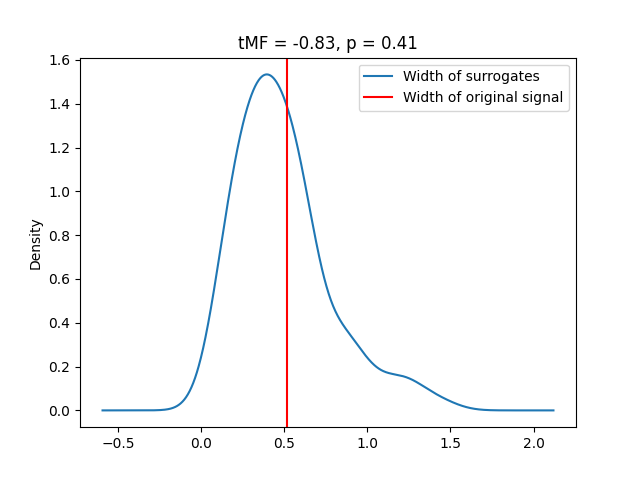 tMF = -0.83, p = 0.41
Width of surrogates
Width of original signal
Density
1.6
1.4
1.2
1.0
0.8
0.6
0.4
0.2
0.0
−0.5 0.0 0.5 1.0 1.5 2.0